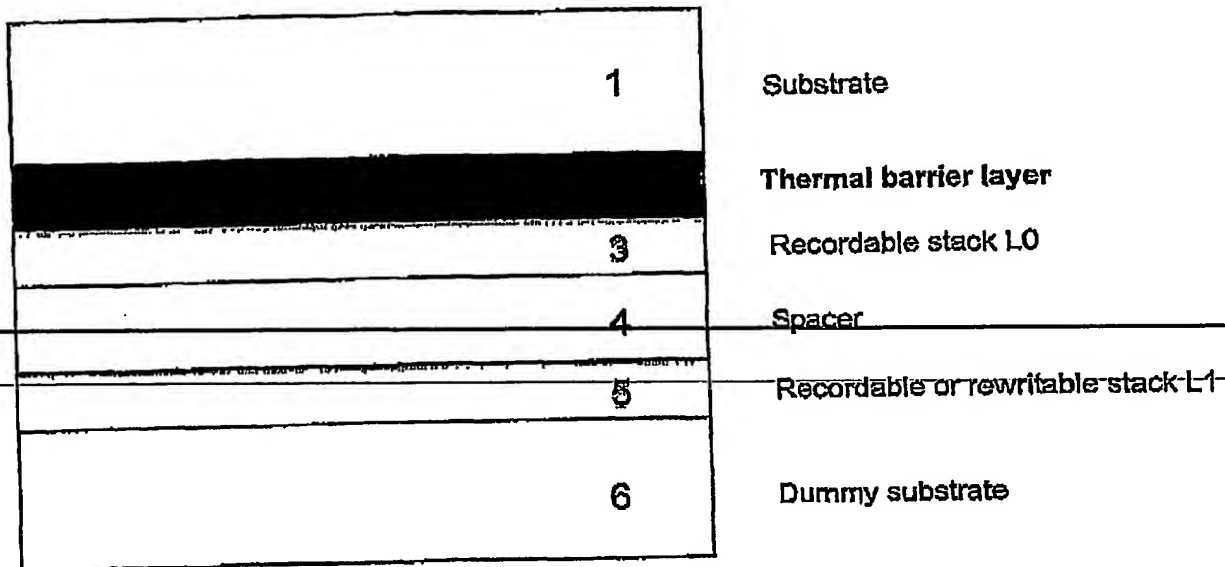 1 Substrate
Thermal barrier layer
3 Recordable stack L0
4 Spacer
5 Recordable or rewritable stack L1
6 Dummy substrate